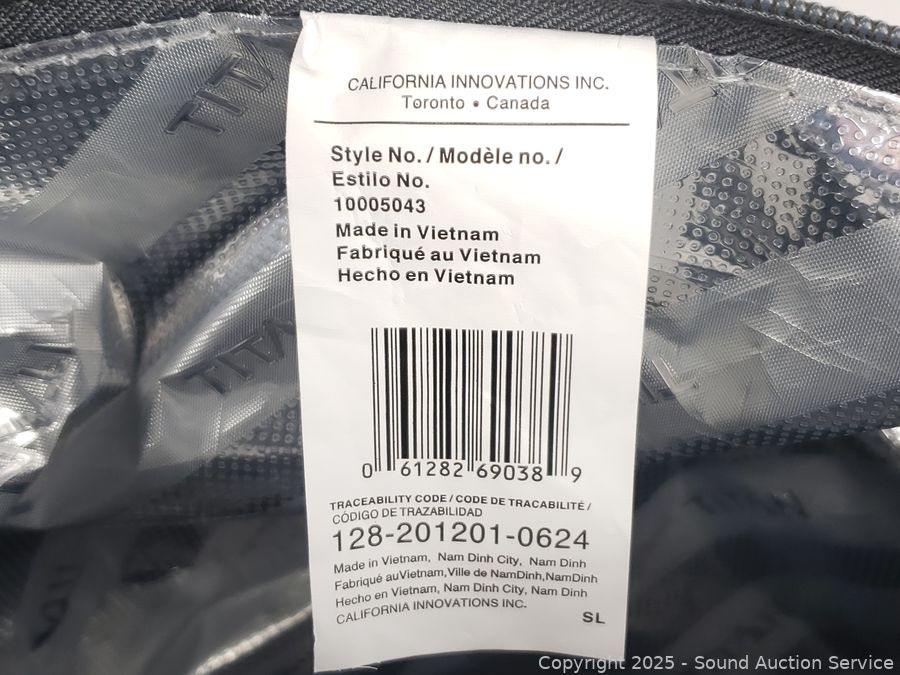 CALIFORNIA INNOVATIONS INC.
Toronto • Canada
Style No. / Modèle no. /
Estilo No.
10005043
Made in Vietnam
Fabriqué au Vietnam
Hecho en Vietnam
0 61282 69038 9
TRACEABILITY CODE / CODE DE TRACABILITÉ /
CÓDIGO DE TRAZABILIDAD
128-201201-0624
Made in Vietnam, Nam Dinh City, Nam Dinh
Fabriqué auVietnam,Ville de NamDinh,NamDinh
Hecho en Vietnam, Nam Dinh City, Nam Dinh
CALIFORNIA INNOVATIONS INC.
SL
Copyright 2025 - Sound Auction Service